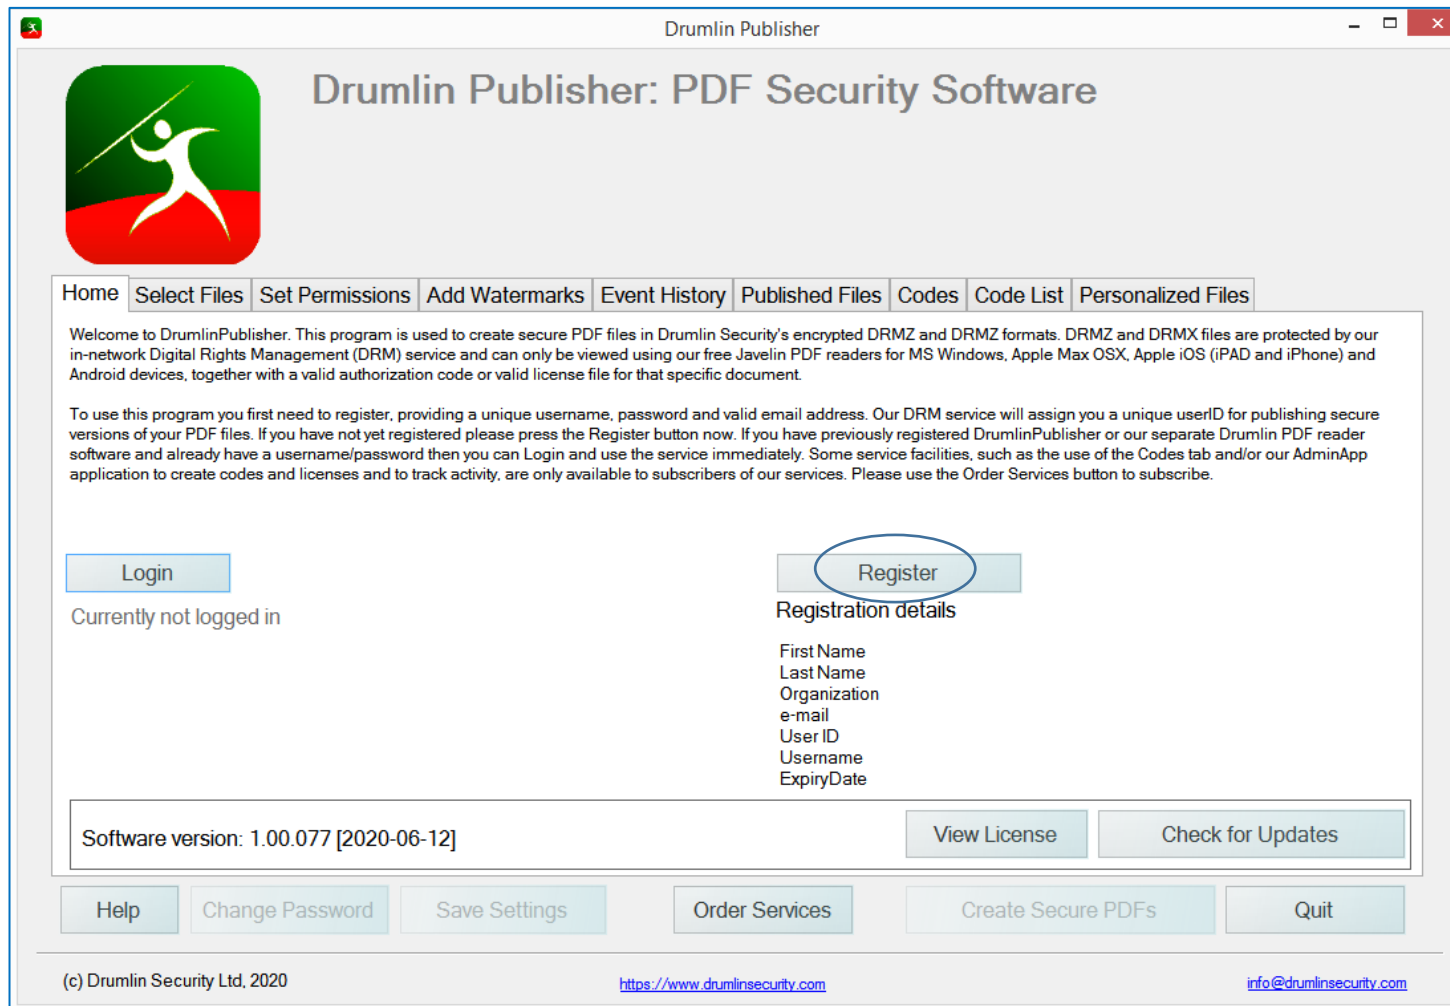 Drumlin Publisher
Drumlin Publisher: PDF Security Software
Home Select Files Set Permissions Add Watermarks Event History Published Files Codes Code List Personalized Files
Welcome to DrumlinPublisher. This program is used to create secure PDF files in Drumlin Security's encrypted DRMZ and DRMZ formats. DRMZ and DRMX files are protected by our
in-network Digital Rights Management (DRM) service and can only be viewed using our free Javelin PDF readers for MS Windows, Apple Max OSX, Apple iOS (iPAD and iPhone) and
Android devices, together with a valid authorization code or valid license file for that specific document.
To use this program you first need to register, providing a unique username, password and valid email address. Our DRM service will assign you a unique userID for publishing secure
versions of your PDF files. If you have not yet registered please press the Register button now. If you have previously registered DrumlinPublisher or our separate Drumlin PDF reader
software and already have a username/password then you can Login and use the service immediately. Some service facilities, such as the use of the Codes tab and/or our AdminApp
application to create codes and licenses and to track activity, are only available to subscribers of our services. Please use the Order Services button to subscribe.
Login Register
Currently not logged in
Registration details
First Name
Last Name
Organization
e-mail
User ID
Username
ExpiryDate
Software version: 1.00.077 [2020-06-12] View License Check for Updates
Help Change Password Save Settings Order Services Create Secure PDFs Quit
(c) Drumlin Security Ltd, 2020 https://www.drumlinsecurity.com info@drumlinsecurity.com